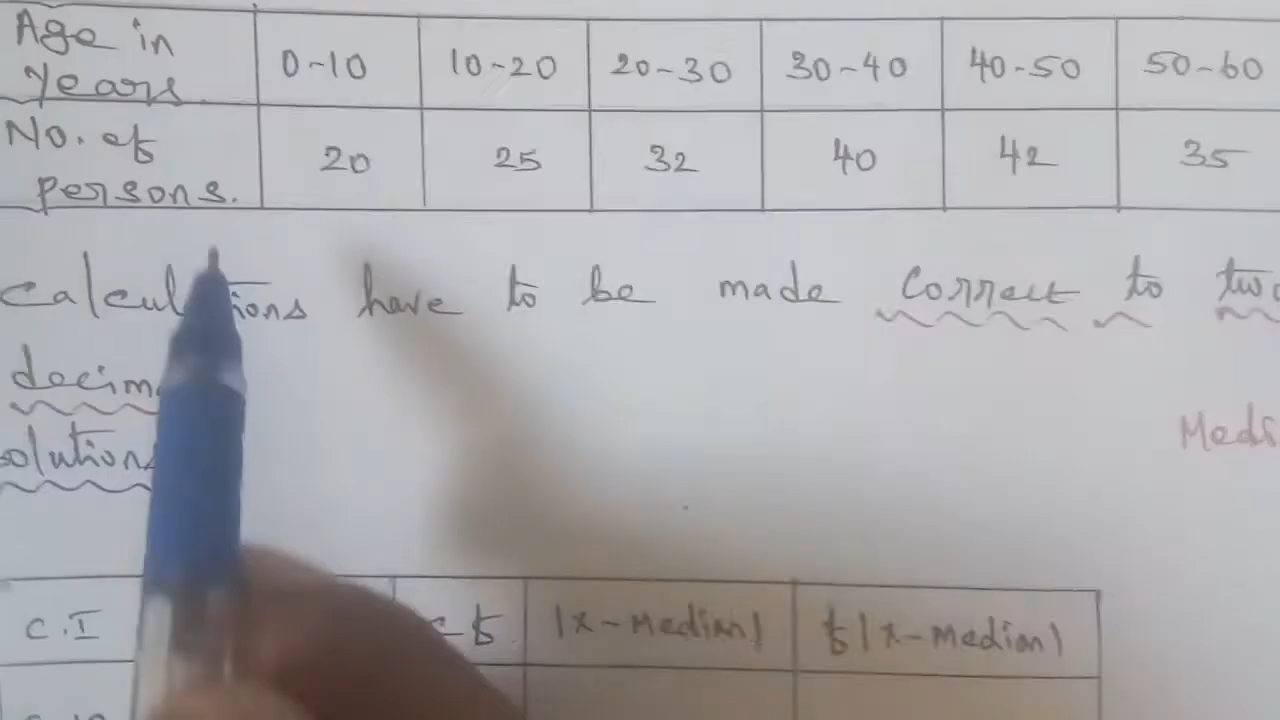 Age in
Years. 0-10 10-20 20-30 30-40 40-50 50-60
No. of
persons. 20 25 32 40 42 35
have to be made correct to
C.I |x-median| f|x-median|